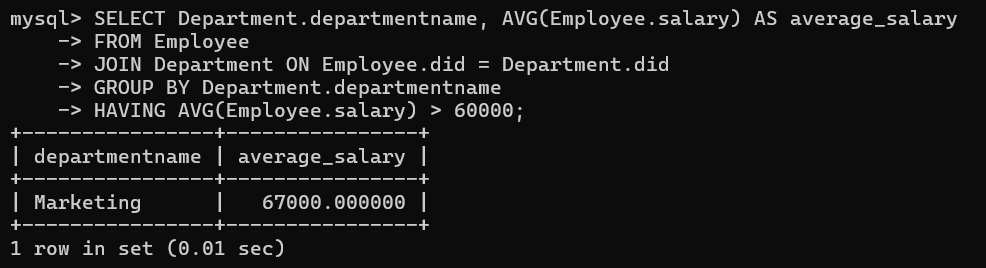 mysql> SELECT Department.departmentname, AVG(Employee.salary) AS average_salary
    -> FROM Employee
    -> JOIN Department ON Employee.did = Department.did
    -> GROUP BY Department.departmentname
    -> HAVING AVG(Employee.salary) > 60000;
+----------------+----------------+
| departmentname | average_salary |
+----------------+----------------+
| Marketing      |   67000.000000 |
+----------------+----------------+
1 row in set (0.01 sec)